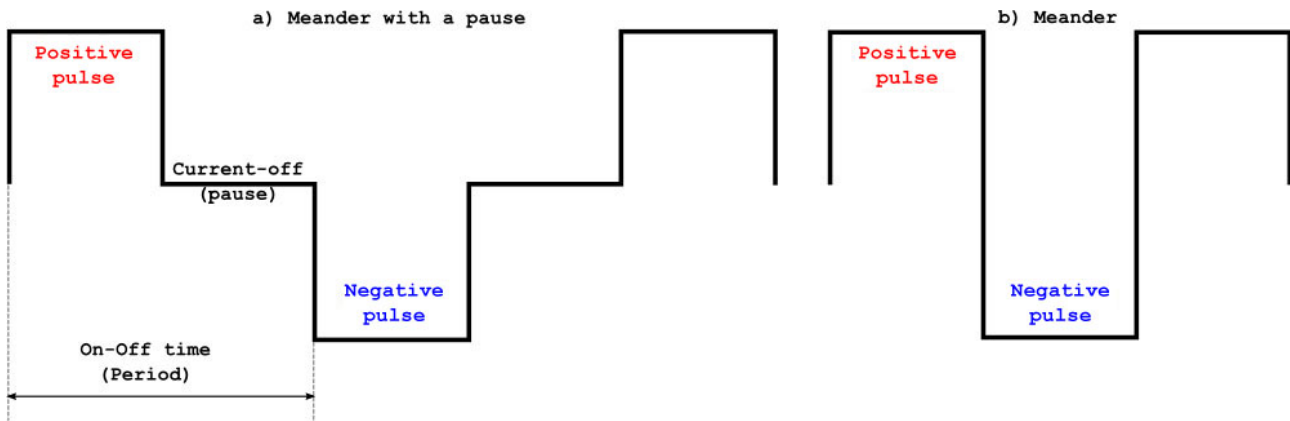 a) Meander with a pause
Positive
pulse
Current-off
(pause)
Negative
pulse
On-Off time
(Period)
b) Meander
Positive
pulse
Negative
pulse